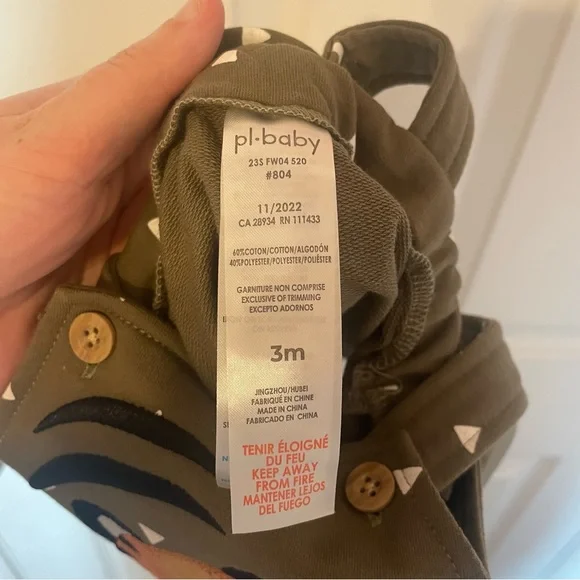 pl·baby
23S FW04 520
#804
11/2022
CA 28934 RN 111433
60%COTON/COTTON/ALGODÓN
40%POLYESTER/POLYESTER/POLIÉSTER
GARNITURE NON COMPRISE
EXCLUSIVE OF TRIMMING
EXCEPTO ADORNOS
3m
JINGZHOU/HUBEI
FABRIQUÉ EN CHINE
MADE IN CHINA
FABRICADO EN CHINA
TENIR ÉLOIGNÉ
DU FEU
KEEP AWAY
FROM FIRE
MANTENER LEJOS
DEL FUEGO